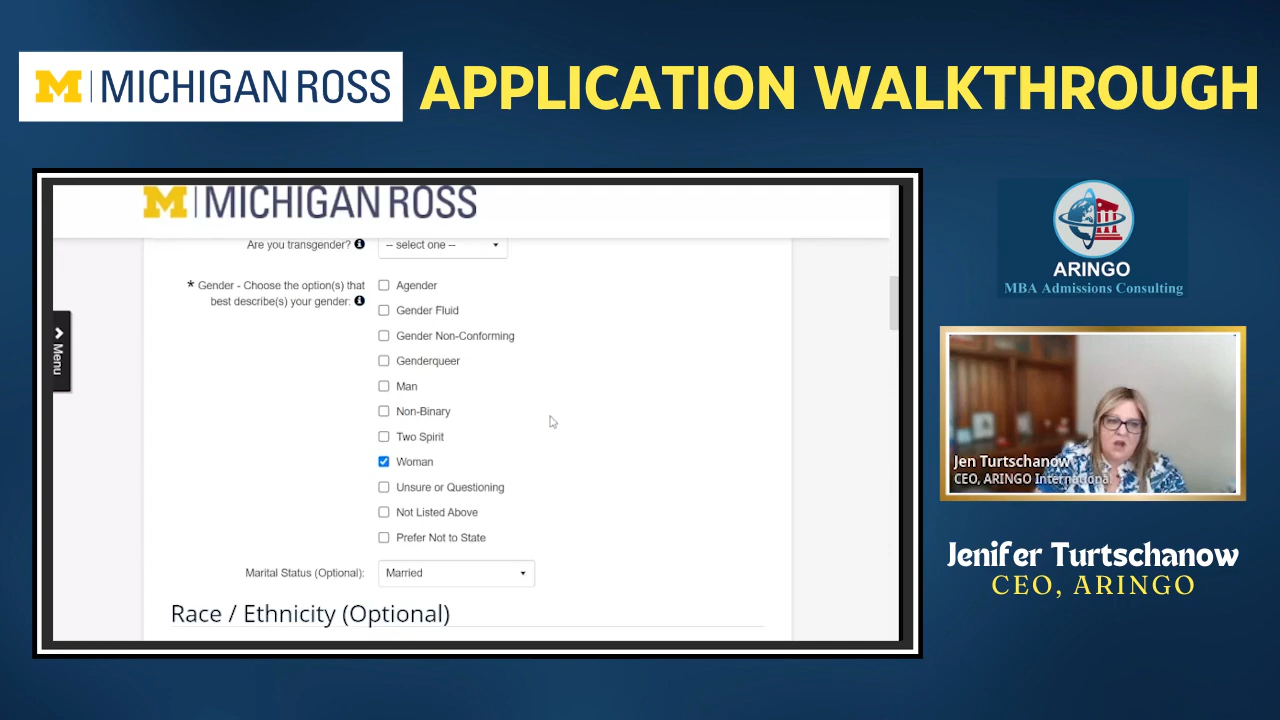 M | MICHIGAN ROSS
APPLICATION WALKTHROUGH
M | MICHIGAN ROSS
Are you transgender?
-- select one --
* Gender - Choose the option(s) that
best describe(s) your gender:
Agender
Gender Fluid
Gender Non-Conforming
Genderqueer
Man
Non-Binary
Two Spirit
Woman
Unsure or Questioning
Not Listed Above
Prefer Not to State
Marital Status (Optional):
Married
Race / Ethnicity (Optional)
Menu
ARINGO
MBA Admissions Consulting
Jen Turtschanow
CEO, ARINGO International
Jenifer Turtschanow
CEO, ARINGO